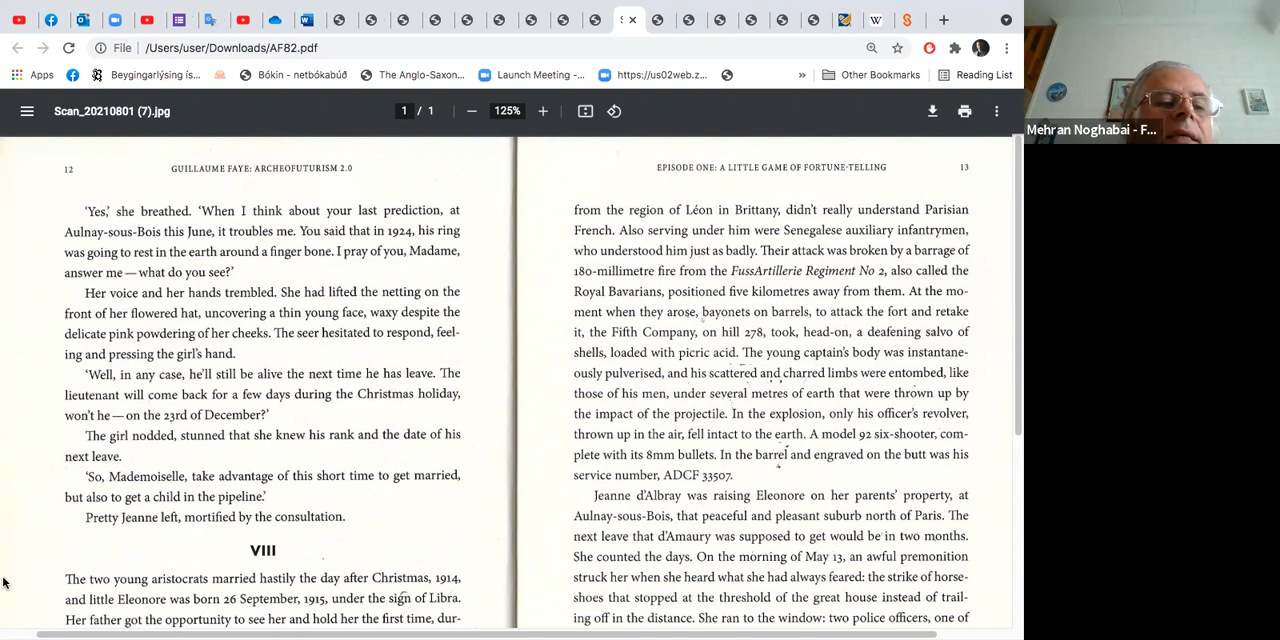 File
/Users/user/Downloads/AF82.pdf
Apps
Beygingarlýsing ís...
Bókin - netbókabúð
The Anglo-Saxon...
Launch Meeting -...
https://us02web.z...
»
Other Bookmarks
Reading List
Scan_20210801 (7).jpg
1 / 1
125%
Mehran Noghabai - F...
12
GUILLAUME FAYE: ARCHEOFUTURISM 2.0
‘Yes,’ she breathed. ‘When I think about your last prediction, at
Aulnay-sous-Bois this June, it troubles me. You said that in 1924, his ring
was going to rest in the earth around a finger bone. I pray of you, Madame,
answer me — what do you see?’
Her voice and her hands trembled. She had lifted the netting on the
front of her flowered hat, uncovering a thin young face, waxy despite the
delicate pink powdering of her cheeks. The seer hesitated to respond, feel-
ing and pressing the girl’s hand.
‘Well, in any case, he’ll still be alive the next time he has leave. The
lieutenant will come back for a few days during the Christmas holiday,
won’t he — on the 23rd of December?’
The girl nodded, stunned that she knew his rank and the date of his
next leave.
‘So, Mademoiselle, take advantage of this short time to get married,
but also to get a child in the pipeline.’
Pretty Jeanne left, mortified by the consultation.
VIII
The two young aristocrats married hastily the day after Christmas, 1914,
and little Eleonore was born 26 September, 1915, under the sign of Libra.
Her father got the opportunity to see her and hold her the first time, dur-
EPISODE ONE: A LITTLE GAME OF FORTUNE-TELLING
13
from the region of Léon in Brittany, didn’t really understand Parisian
French. Also serving under him were Senegalese auxiliary infantrymen,
who understood him just as badly. Their attack was broken by a barrage of
180-millimetre fire from the FussArtillerie Regiment No 2, also called the
Royal Bavarians, positioned five kilometres away from them. At the mo-
ment when they arose, bayonets on barrels, to attack the fort and retake
it, the Fifth Company, on hill 278, took, head-on, a deafening salvo of
shells, loaded with picric acid. The young captain’s body was instantane-
ously pulverised, and his scattered and charred limbs were entombed, like
those of his men, under several metres of earth that were thrown up by
the impact of the projectile. In the explosion, only his officer’s revolver,
thrown up in the air, fell intact to the earth. A model 92 six-shooter, com-
plete with its 8mm bullets. In the barrel and engraved on the butt was his
service number, ADCF 33507.
Jeanne d’Albray was raising Eleonore on her parents’ property, at
Aulnay-sous-Bois, that peaceful and pleasant suburb north of Paris. The
next leave that d’Amaury was supposed to get would be in two months.
She counted the days. On the morning of May 13, an awful premonition
struck her when she heard what she had always feared: the strike of horse-
shoes that stopped at the threshold of the great house instead of trail-
ing off in the distance. She ran to the window: two police officers, one of